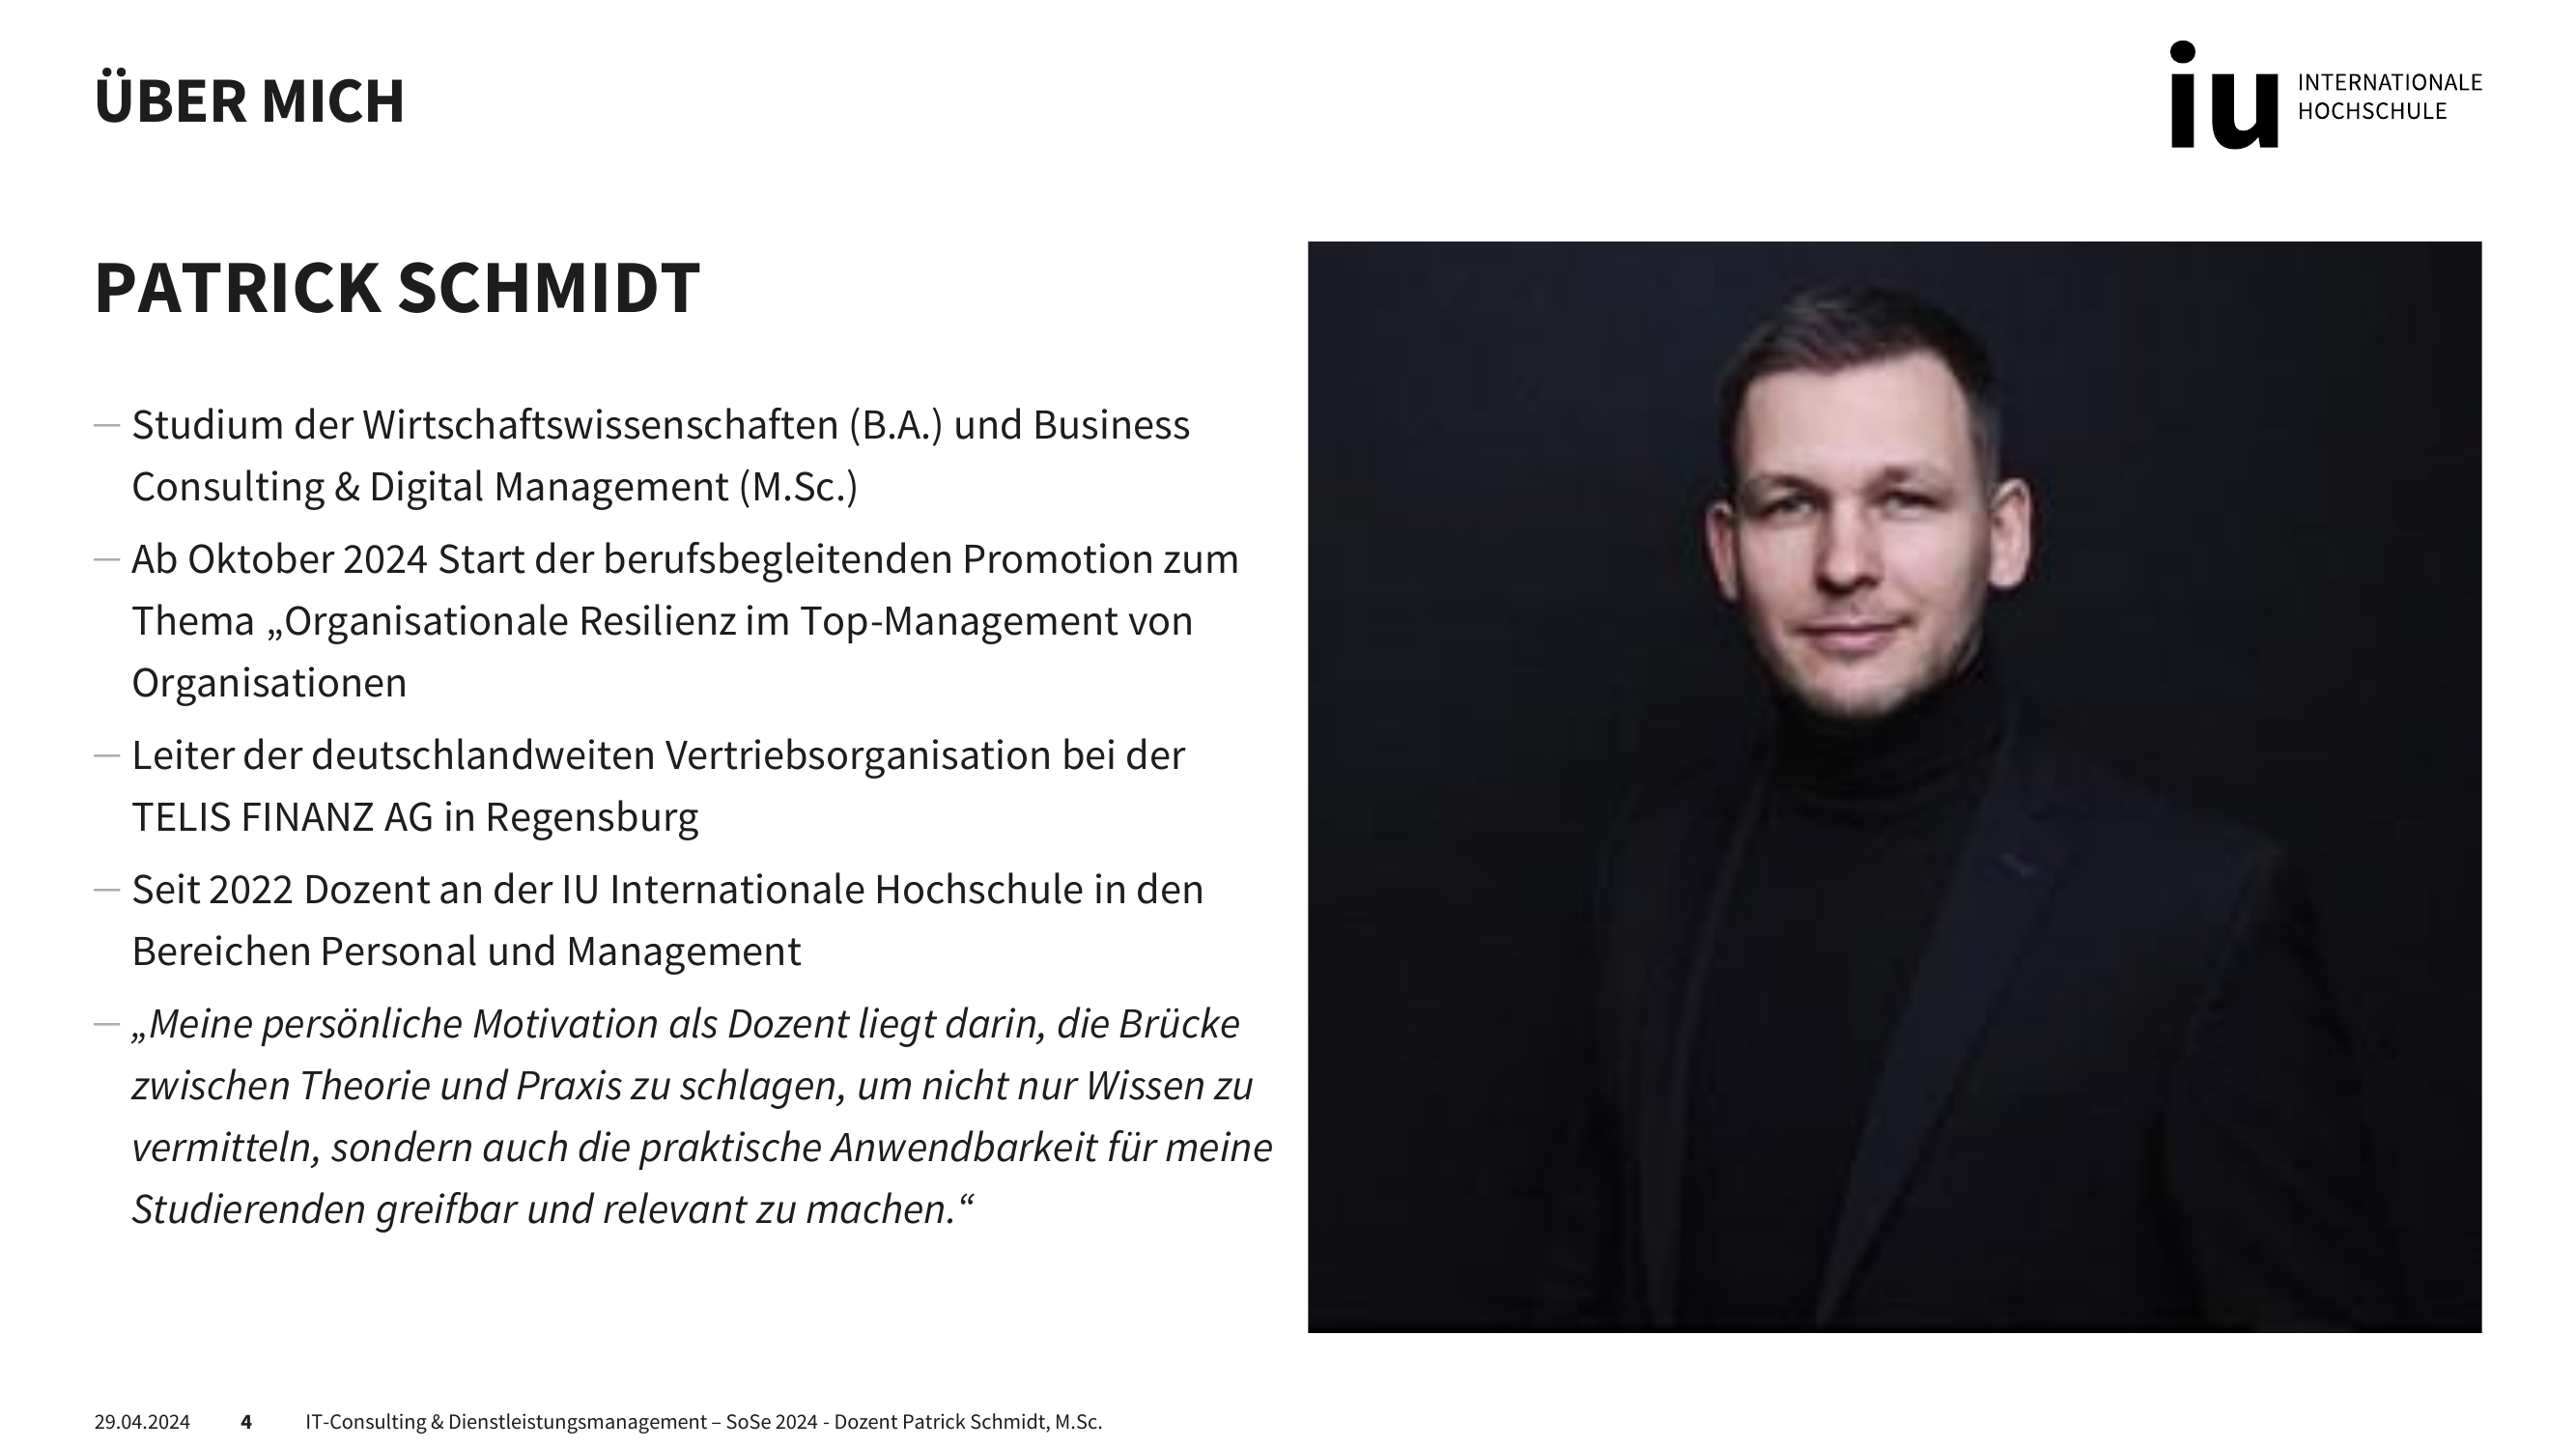 ÜBER MICH
iu INTERNATIONALE
HOCHSCHULE
PATRICK SCHMIDT
— Studium der Wirtschaftswissenschaften (B.A.) und Business
Consulting & Digital Management (M.Sc.)
— Ab Oktober 2024 Start der berufsbegleitenden Promotion zum
Thema „Organisationale Resilienz im Top-Management von
Organisationen
— Leiter der deutschlandweiten Vertriebsorganisation bei der
TELIS FINANZ AG in Regensburg
— Seit 2022 Dozent an der IU Internationale Hochschule in den
Bereichen Personal und Management
— „Meine persönliche Motivation als Dozent liegt darin, die Brücke
zwischen Theorie und Praxis zu schlagen, um nicht nur Wissen zu
vermitteln, sondern auch die praktische Anwendbarkeit für meine
Studierenden greifbar und relevant zu machen.“
29.04.2024 4 IT-Consulting & Dienstleistungsmanagement – SoSe 2024 - Dozent Patrick Schmidt, M.Sc.